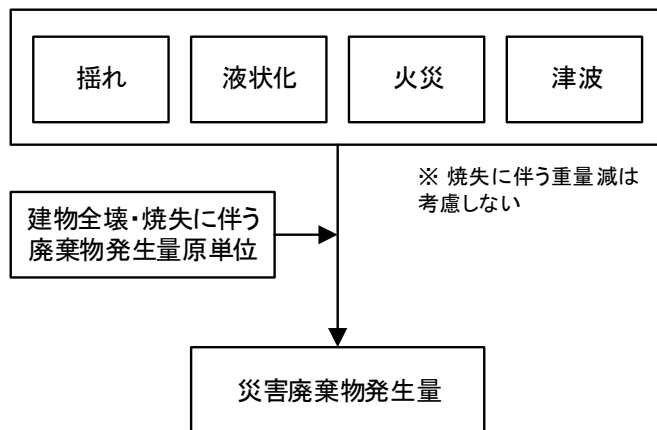 揺れ
液状化
火災
津波
※ 焼失に伴う重量減は
考慮しない
建物全壊・焼失に伴う
廃棄物発生量原単位
災害廃棄物発生量